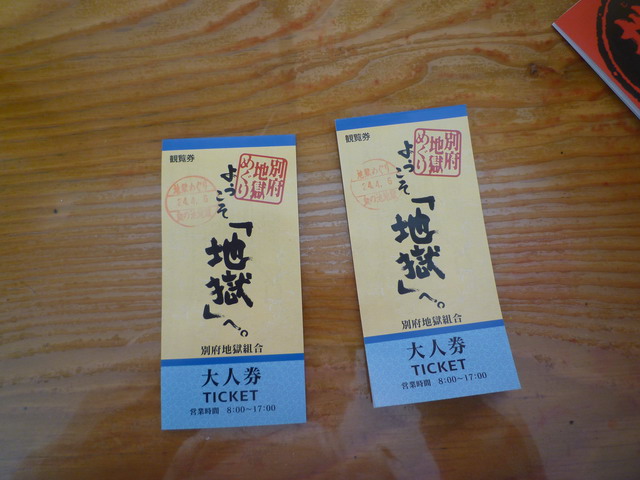 観覧券
別府
地獄
めぐり
ようこそ
「地獄」へ。
別府地獄組合
大人券
TICKET
営業時間 8:00～17:00
観覧券
別府
地獄
めぐり
ようこそ
「地獄」へ。
別府地獄組合
大人券
TICKET
営業時間 8:00～17:00